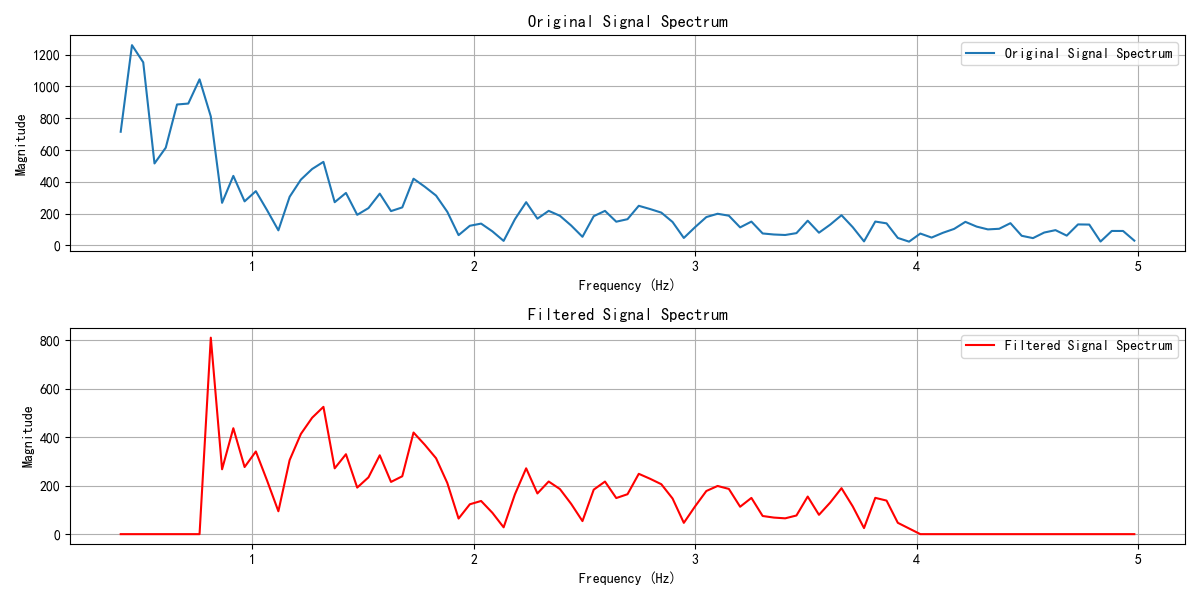 Original Signal Spectrum
1200
1000
800
600
400
200
0
Magnitude
Original Signal Spectrum
1 2 3 4 5
Frequency (Hz)
Filtered Signal Spectrum
800
600
400
200
0
Magnitude
Filtered Signal Spectrum
1 2 3 4 5
Frequency (Hz)